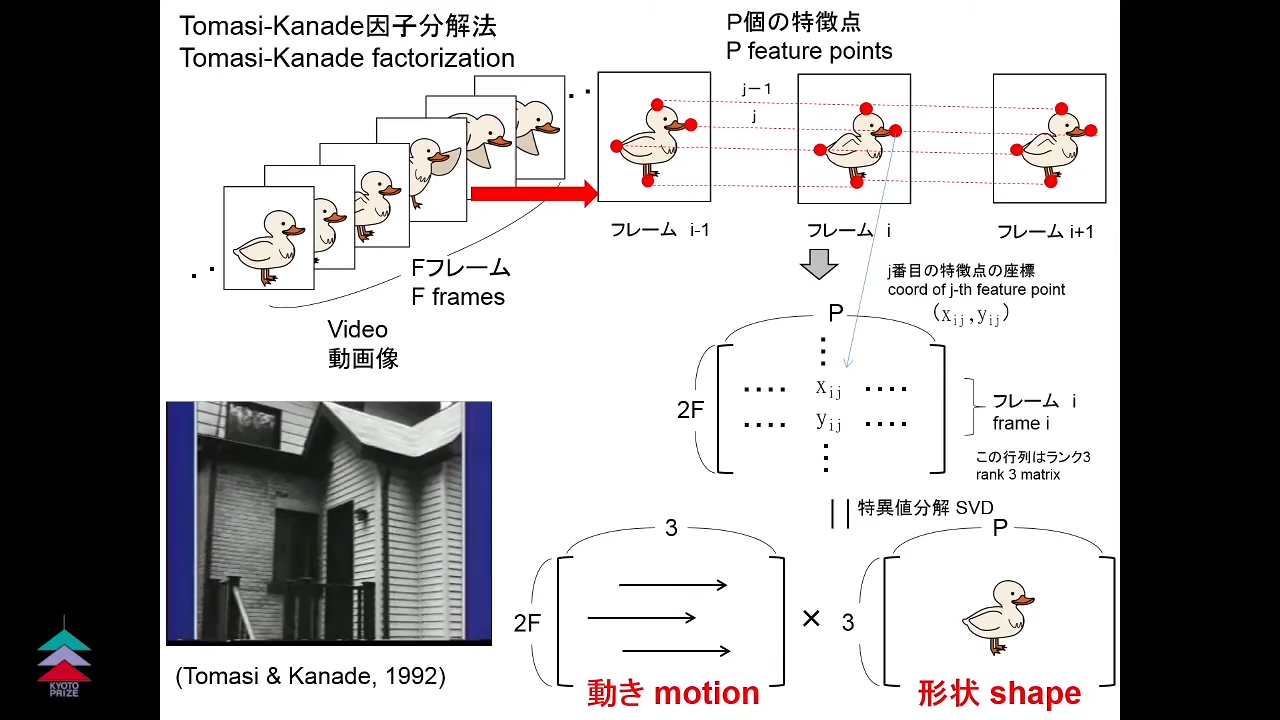 Tomasi-Kanade因子分解法
Tomasi-Kanade factorization
P個の特徴点
P feature points
j－1
j
フレーム i-1
フレーム i
フレーム i+1
Fフレーム
F frames
Video
動画像
j番目の特徴点の座標
coord of j-th feature point
(xij,yij)
P
2F
xij
yij
フレーム i
frame i
この行列はランク3
rank 3 matrix
特異値分解 SVD
3
P
2F
×
3
動き motion
形状 shape
(Tomasi & Kanade, 1992)
KYOTO
PRIZE